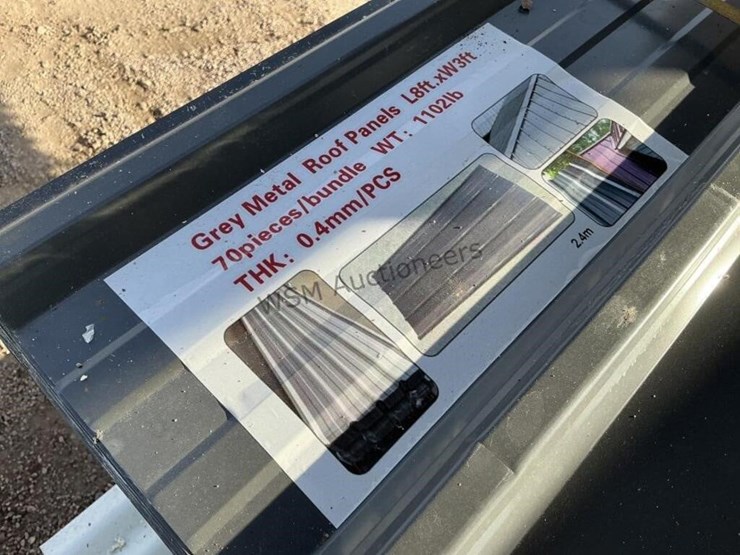 Grey Metal Roof Panels L8ft.xW3ft
70pieces/bundle WT: 1102lb
THK: 0.4mm/PCS
2.4m
WSM Auctioneers